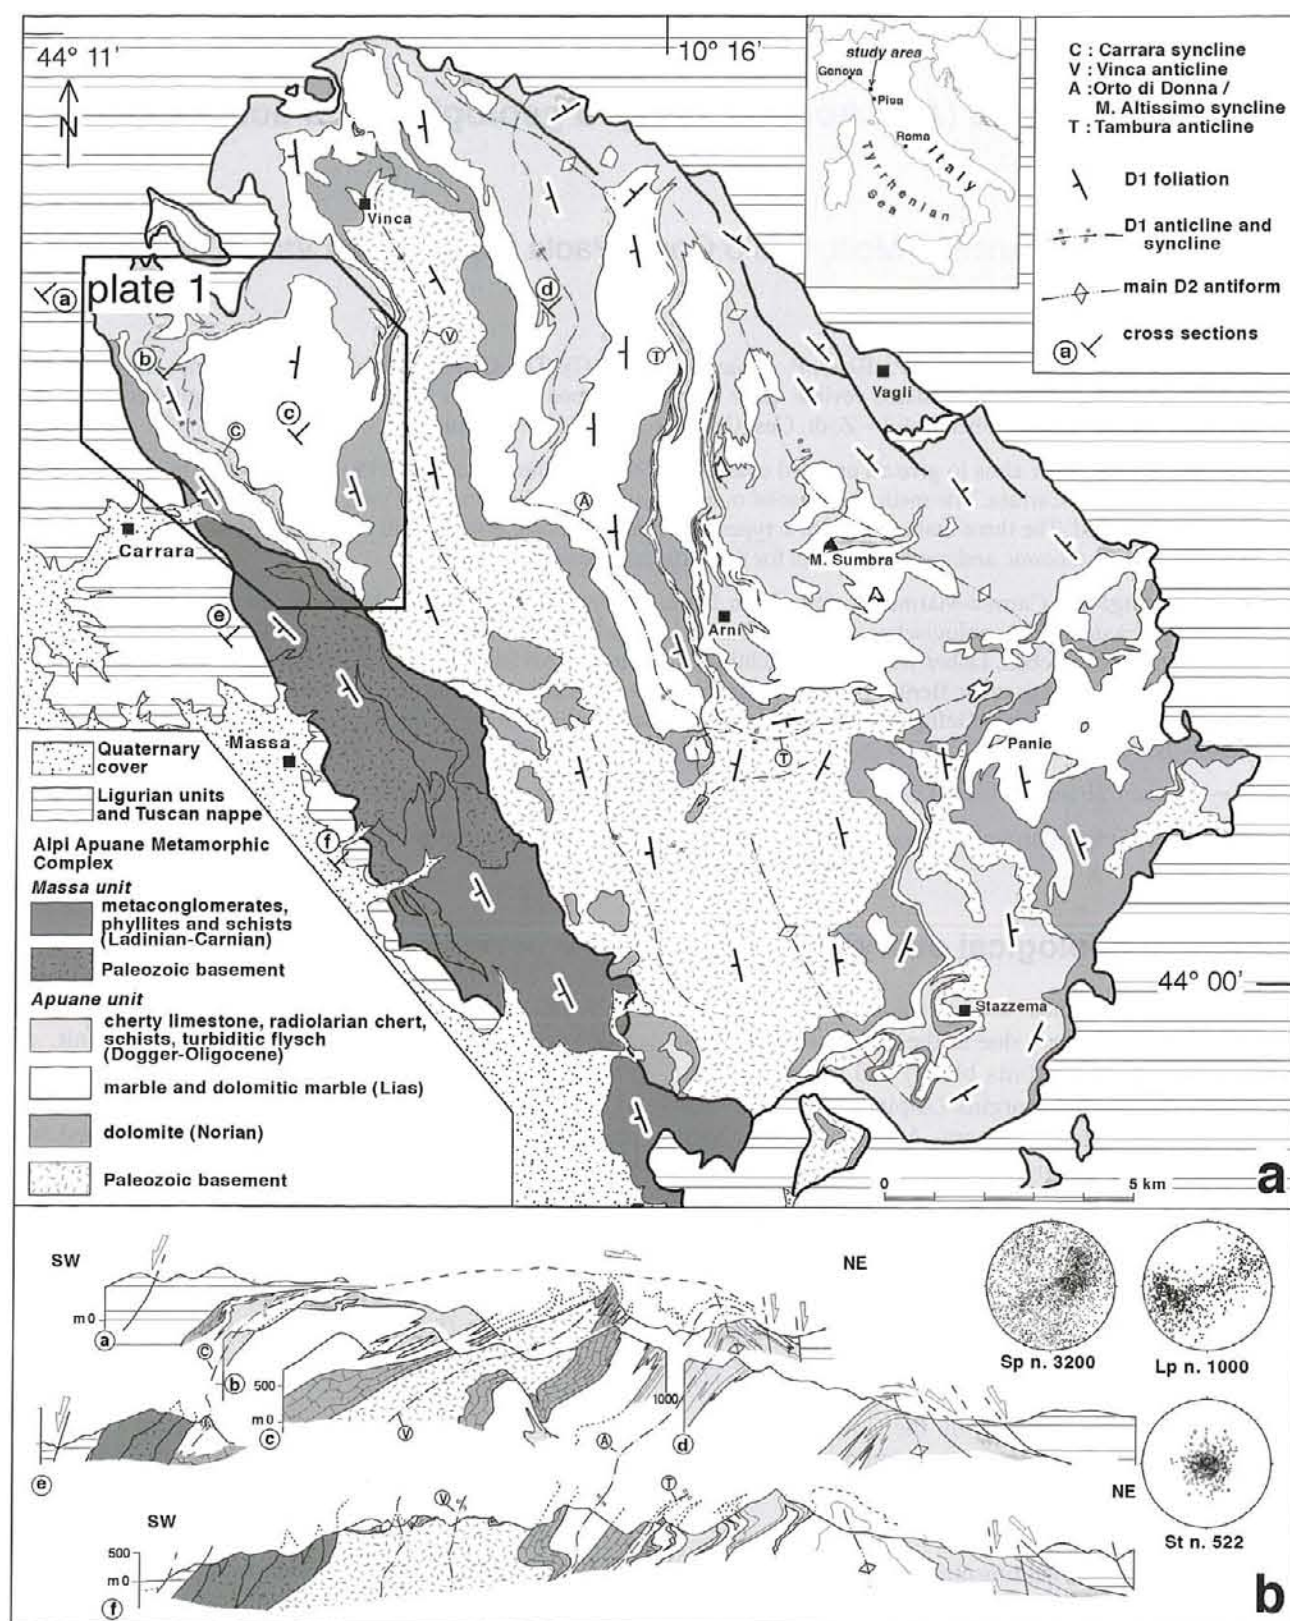 44° 11'
10° 16'
N
study area
Genova
Pisa
Roma
Italy
Tyrrhenian
Sea
C : Carrara syncline
V : Vinca anticline
A :Orto di Donna /
M. Altissimo syncline
T : Tambura anticline
D1 foliation
D1 anticline and
syncline
main D2 antiform
a
cross sections
Vinca
a
plate 1
d
b
V
T
Vagli
c
C
A
Carrara
M. Sumbra
e
Arni
Massa
Panie
T
f
Stazzema
44° 00'
Quaternary
cover
Ligurian units
and Tuscan nappe
Alpi Apuane Metamorphic
Complex
Massa unit
metaconglomerates,
phyllites and schists
(Ladinian-Carnian)
Paleozoic basement
Apuane unit
cherty limestone, radiolarian chert,
schists, turbiditic flysch
(Dogger-Oligocene)
marble and dolomitic marble (Lias)
dolomite (Norian)
Paleozoic basement
0
5 km
a
SW
NE
m 0
a
C
b
500
m 0
c
V
A
1000
d
e
Sp n. 3200
Lp n. 1000
NE
SW
V
T
500
m 0
f
St n. 522
b